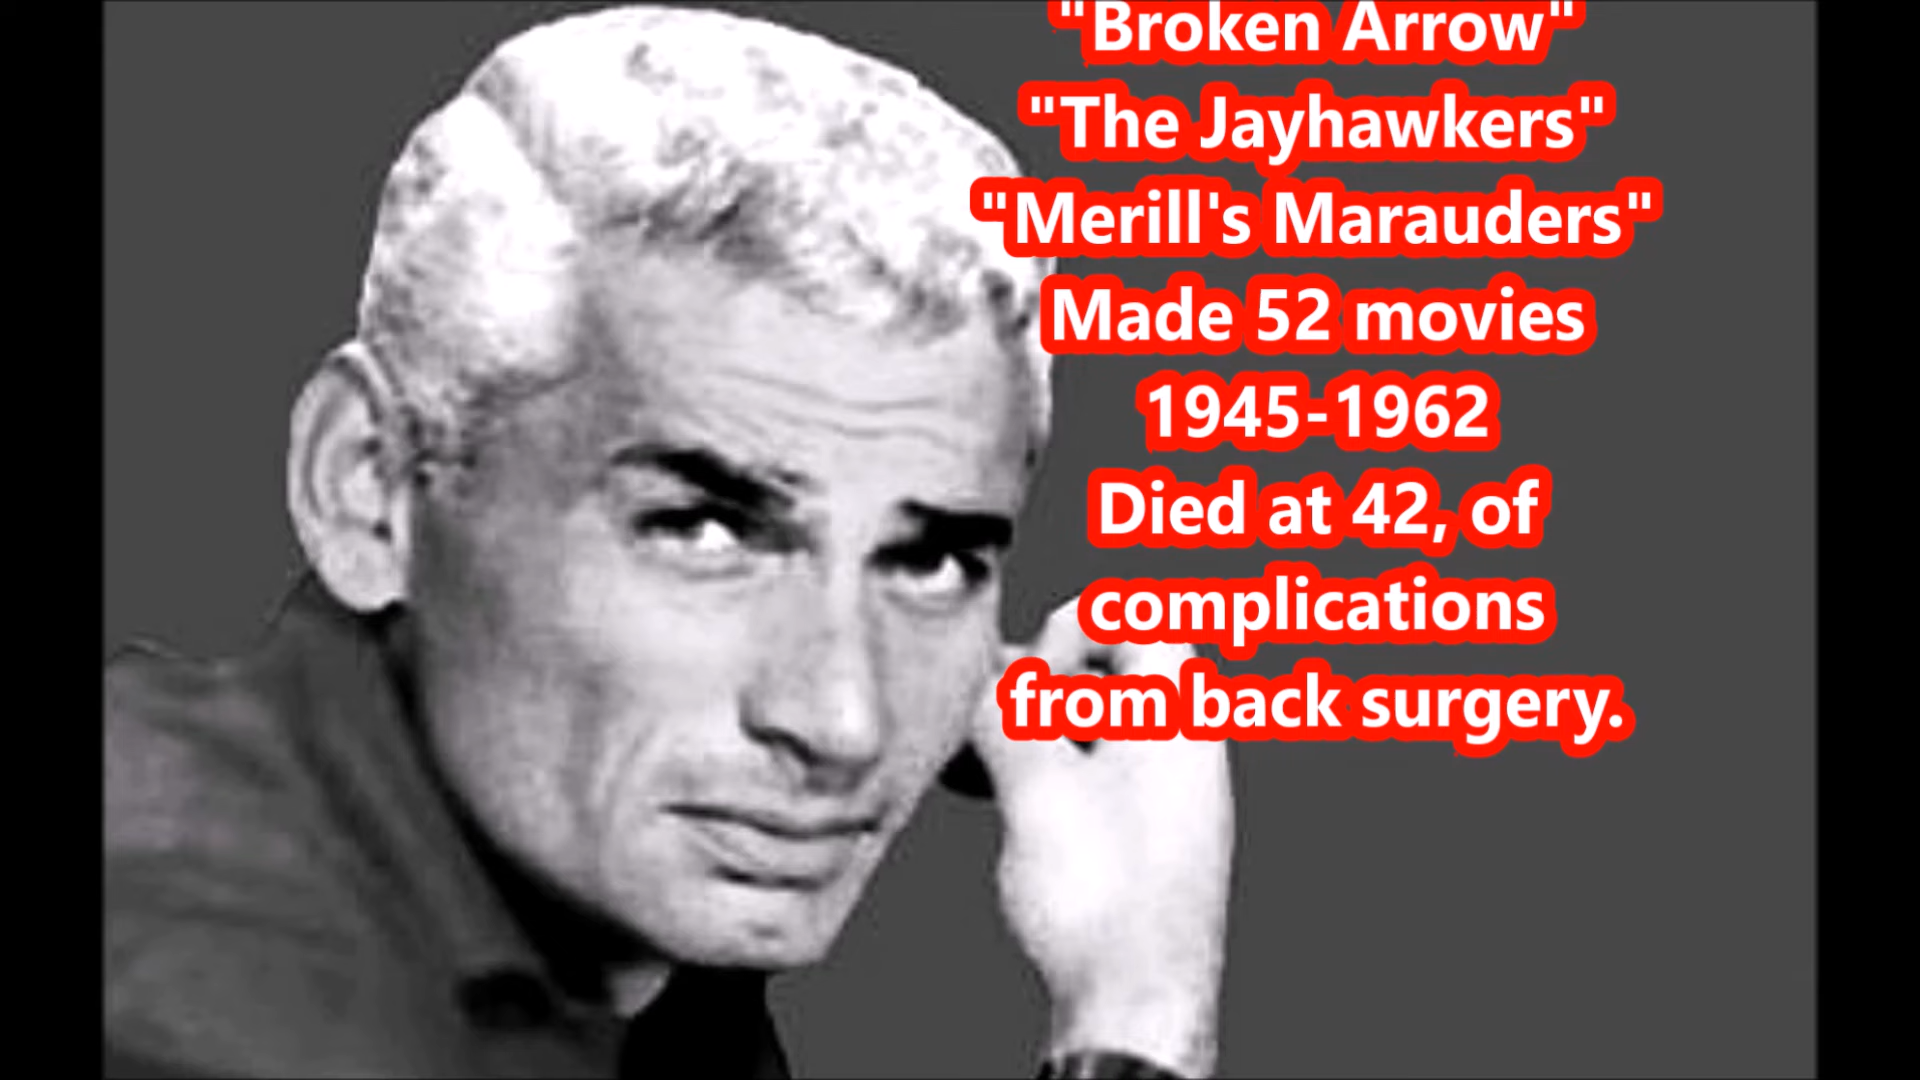 "Broken Arrow"
"The Jayhawkers"
"Merill's Marauders"
Made 52 movies
1945-1962
Died at 42, of
complications
from back surgery.